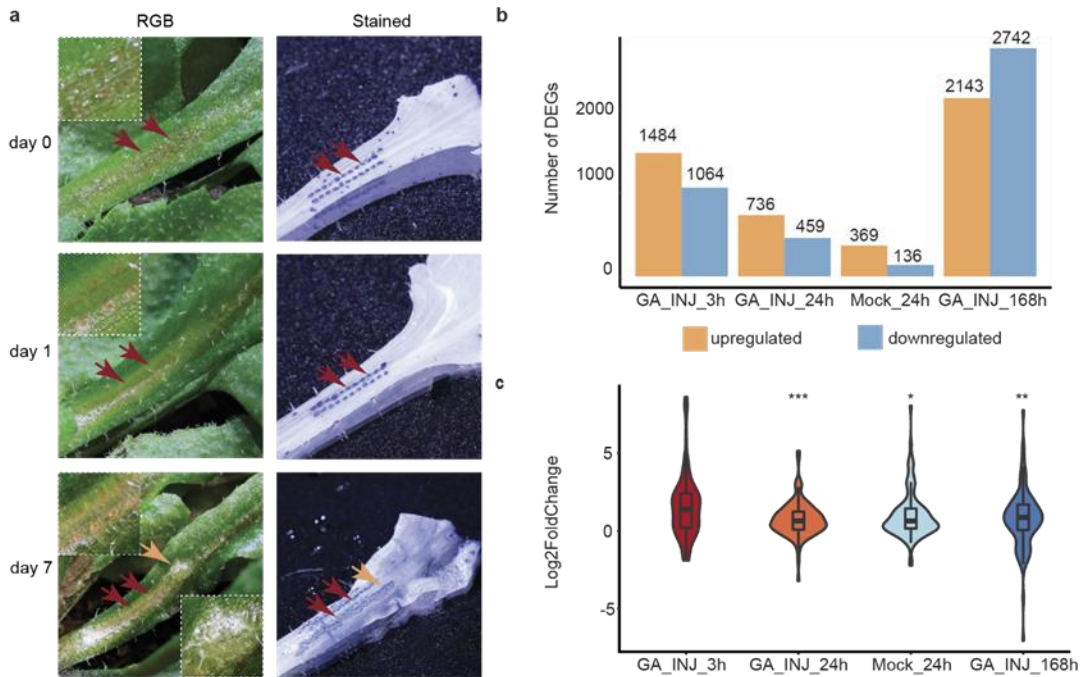 a
RGB
Stained
day 0
day 1
day 7
b
Number of DEGs
2000
1000
0
1484
1064
736
459
369
136
2143
2742
GA_INJ_3h
GA_INJ_24h
Mock_24h
GA_INJ_168h
upregulated
downregulated
c
Log2FoldChange
5
0
-5
***
*
**
GA_INJ_3h
GA_INJ_24h
Mock_24h
GA_INJ_168h